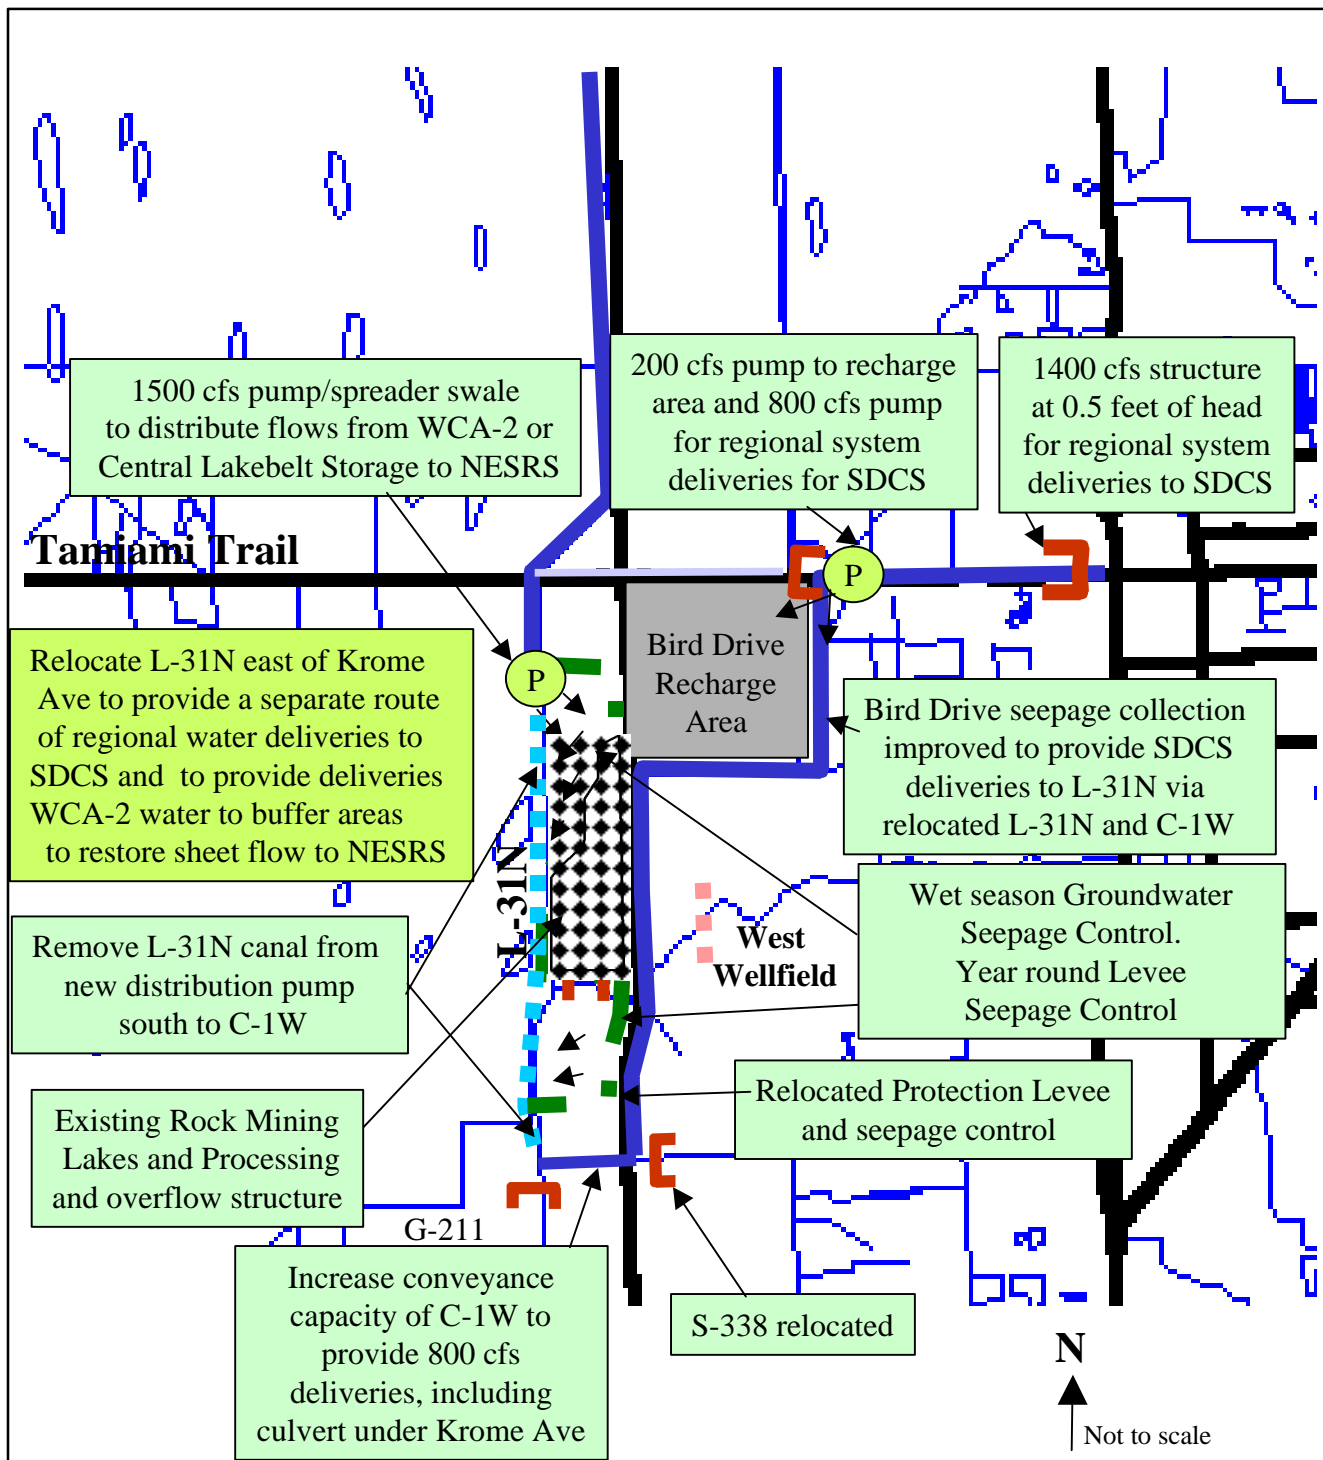 1500 cfs pump/spreader swale
to distribute flows from WCA-2 or
Central Lakebelt Storage to NESRS
200 cfs pump to recharge
area and 800 cfs pump
for regional system
deliveries for SDCS
1400 cfs structure
at 0.5 feet of head
for regional system
deliveries to SDCS
Tamiami Trail
P
P
Bird Drive
Recharge
Area
Relocate L-31N east of Krome
Ave to provide a separate route
of regional water deliveries to
SDCS and to provide deliveries
WCA-2 water to buffer areas
to restore sheet flow to NESRS
Bird Drive seepage collection
improved to provide SDCS
deliveries to L-31N via
relocated L-31N and C-1W
L-31N
West
Wellfield
Wet season Groundwater
Seepage Control.
Year round Levee
Seepage Control
Remove L-31N canal from
new distribution pump
south to C-1W
Relocated Protection Levee
and seepage control
Existing Rock Mining
Lakes and Processing
and overflow structure
G-211
Increase conveyance
capacity of C-1W to
provide 800 cfs
deliveries, including
culvert under Krome Ave
S-338 relocated
N
Not to scale